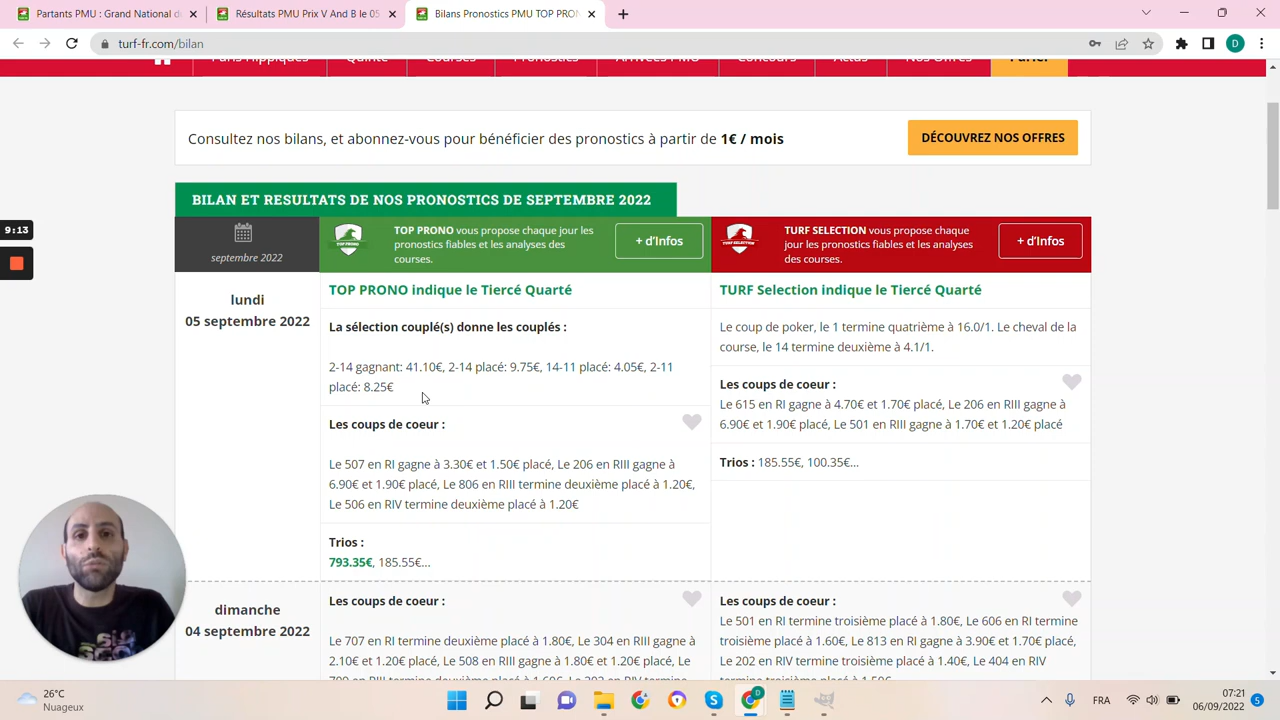 Partants PMU : Grand National d
Résultats PMU Prix V And B le 05
Bilans Pronostics PMU TOP PRON
turf-fr.com/bilan
D
Paris Hippiques
Quinté
Courses
Pronostics
Arrivées PMU
Concours
Actus
Nos Offres
Parier
Consultez nos bilans, et abonnez-vous pour bénéficier des pronostics à partir de 1€ / mois
DÉCOUVREZ NOS OFFRES
BILAN ET RESULTATS DE NOS PRONOSTICS DE SEPTEMBRE 2022
septembre 2022
TOP PRONO
TOP PRONO vous propose chaque jour les
pronostics fiables et les analyses des
courses.
+ d'Infos
TURF SELECTION
TURF SELECTION vous propose chaque
jour les pronostics fiables et les analyses
des courses.
+ d'Infos
9:13
lundi
05 septembre 2022
TOP PRONO indique le Tiercé Quarté
La sélection couplé(s) donne les couplés :
2-14 gagnant: 41.10€, 2-14 placé: 9.75€, 14-11 placé: 4.05€, 2-11
placé: 8.25€
Les coups de coeur :
Le 507 en RI gagne à 3.30€ et 1.50€ placé, Le 206 en RIII gagne à
6.90€ et 1.90€ placé, Le 806 en RIII termine deuxième placé à 1.20€,
Le 506 en RIV termine deuxième placé à 1.20€
Trios :
793.35€, 185.55€...
TURF Selection indique le Tiercé Quarté
Le coup de poker, le 1 termine quatrième à 16.0/1. Le cheval de la
course, le 14 termine deuxième à 4.1/1.
Les coups de coeur :
Le 615 en RI gagne à 4.70€ et 1.70€ placé, Le 206 en RIII gagne à
6.90€ et 1.90€ placé, Le 501 en RIII gagne à 1.70€ et 1.20€ placé
Trios : 185.55€, 100.35€...
dimanche
04 septembre 2022
Les coups de coeur :
Le 707 en RI termine deuxième placé à 1.80€, Le 304 en RIII gagne à
2.10€ et 1.20€ placé, Le 508 en RIII gagne à 1.80€ et 1.20€ placé, Le
Les coups de coeur :
Le 501 en RI termine troisième placé à 1.80€, Le 606 en RI termine
troisième placé à 1.60€, Le 813 en RI gagne à 3.90€ et 1.70€ placé,
Le 202 en RIV termine troisième placé à 1.40€, Le 404 en RIV
26°C
Nuageux
D
FRA
07:21
06/09/2022
5